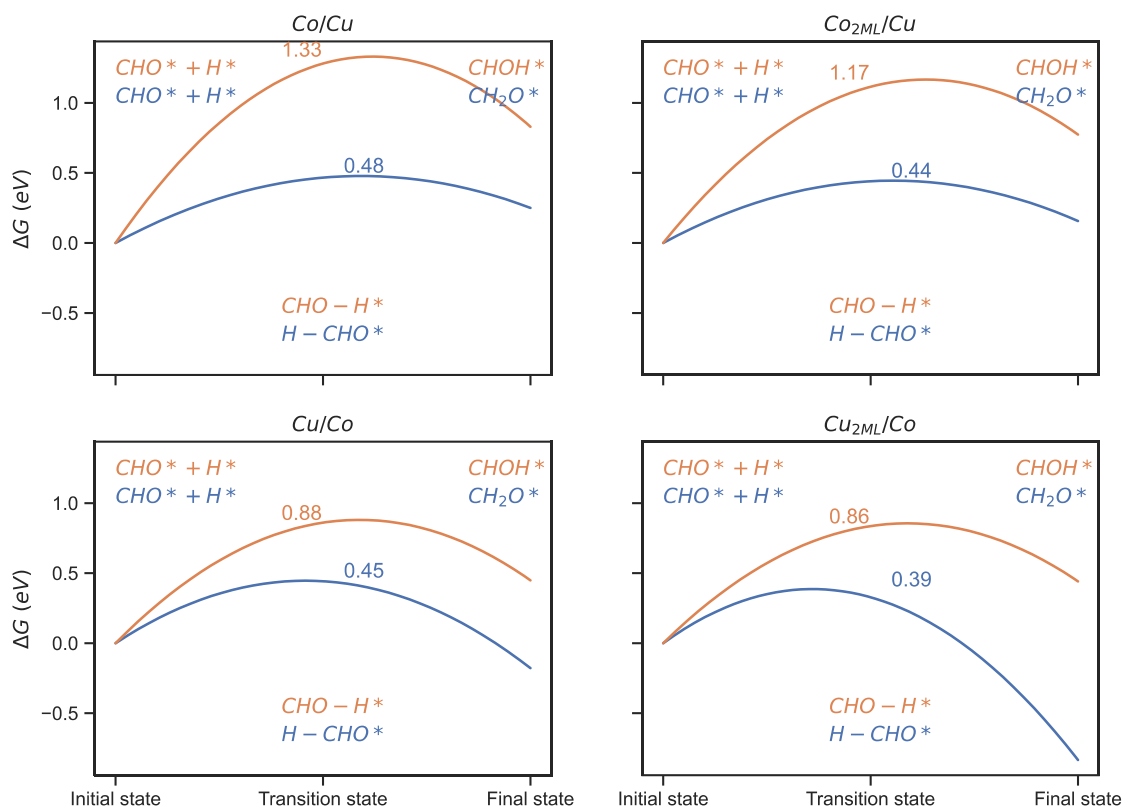 Co/Cu
1.33
CHO* + H*
CHOH*
CHO* + H*
CH₂O*
1.0
0.5
0.48
ΔG (eV)
0.0
−0.5
CHO − H*
H − CHO*
Co₂ML/Cu
CHO* + H*
1.17
CHOH*
CHO* + H*
CH₂O*
0.44
CHO − H*
H − CHO*
Cu/Co
CHO* + H*
CHOH*
CHO* + H*
CH₂O*
1.0
0.88
0.5
0.45
ΔG (eV)
0.0
−0.5
CHO − H*
H − CHO*
Initial state
Transition state
Final state
Cu₂ML/Co
CHO* + H*
CHOH*
CHO* + H*
CH₂O*
0.86
0.39
CHO − H*
H − CHO*
Initial state
Transition state
Final state